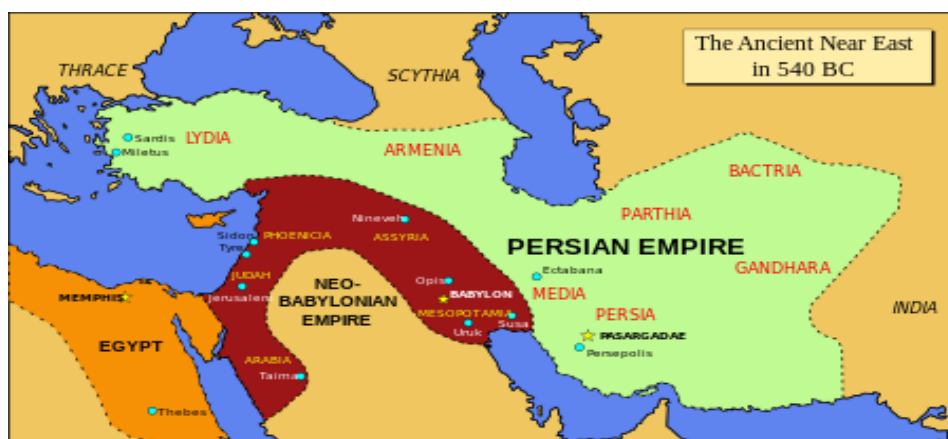 The Ancient Near East
in 540 BC
THRACE
SCYTHIA
Sardis
LYDIA
Miletus
ARMENIA
BACTRIA
PARTHIA
Nineveh
PHOENICIA
ASSYRIA
Sidon
Tyre
PERSIAN EMPIRE
GANDHARA
Ectabana
JUDAH
Jerusalem
NEO-
BABYLONIAN
EMPIRE
Opis
BABYLON
MEDIA
MEMPHIS
MESOPOTAMIA
Uruk
Susa
PERSIA
INDIA
PASARGADAE
Persepolis
EGYPT
ARABIA
Taima
Thebes